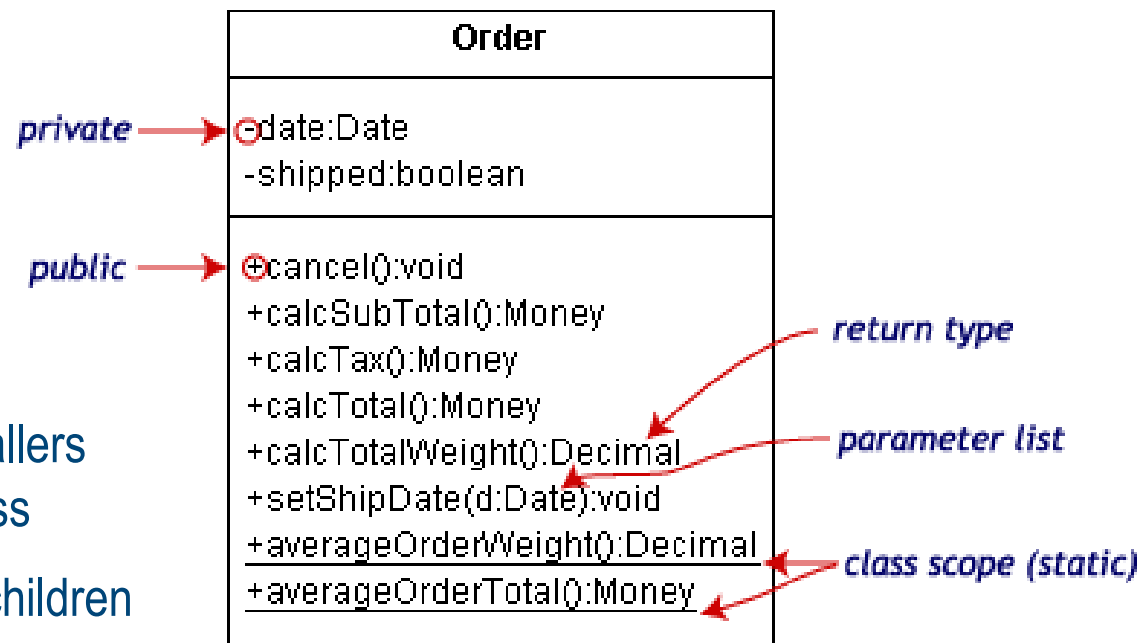 Order
private
-date:Date
-shipped:boolean
public
+cancel():void
+calcSubTotal():Money
+calcTax():Money
+calcTotal():Money
return type
+calcTotalWeight():Decimal
parameter list
+setShipDate(d:Date):void
+averageOrderWeight():Decimal
class scope (static)
+averageOrderTotal():Money
allers
ss
children